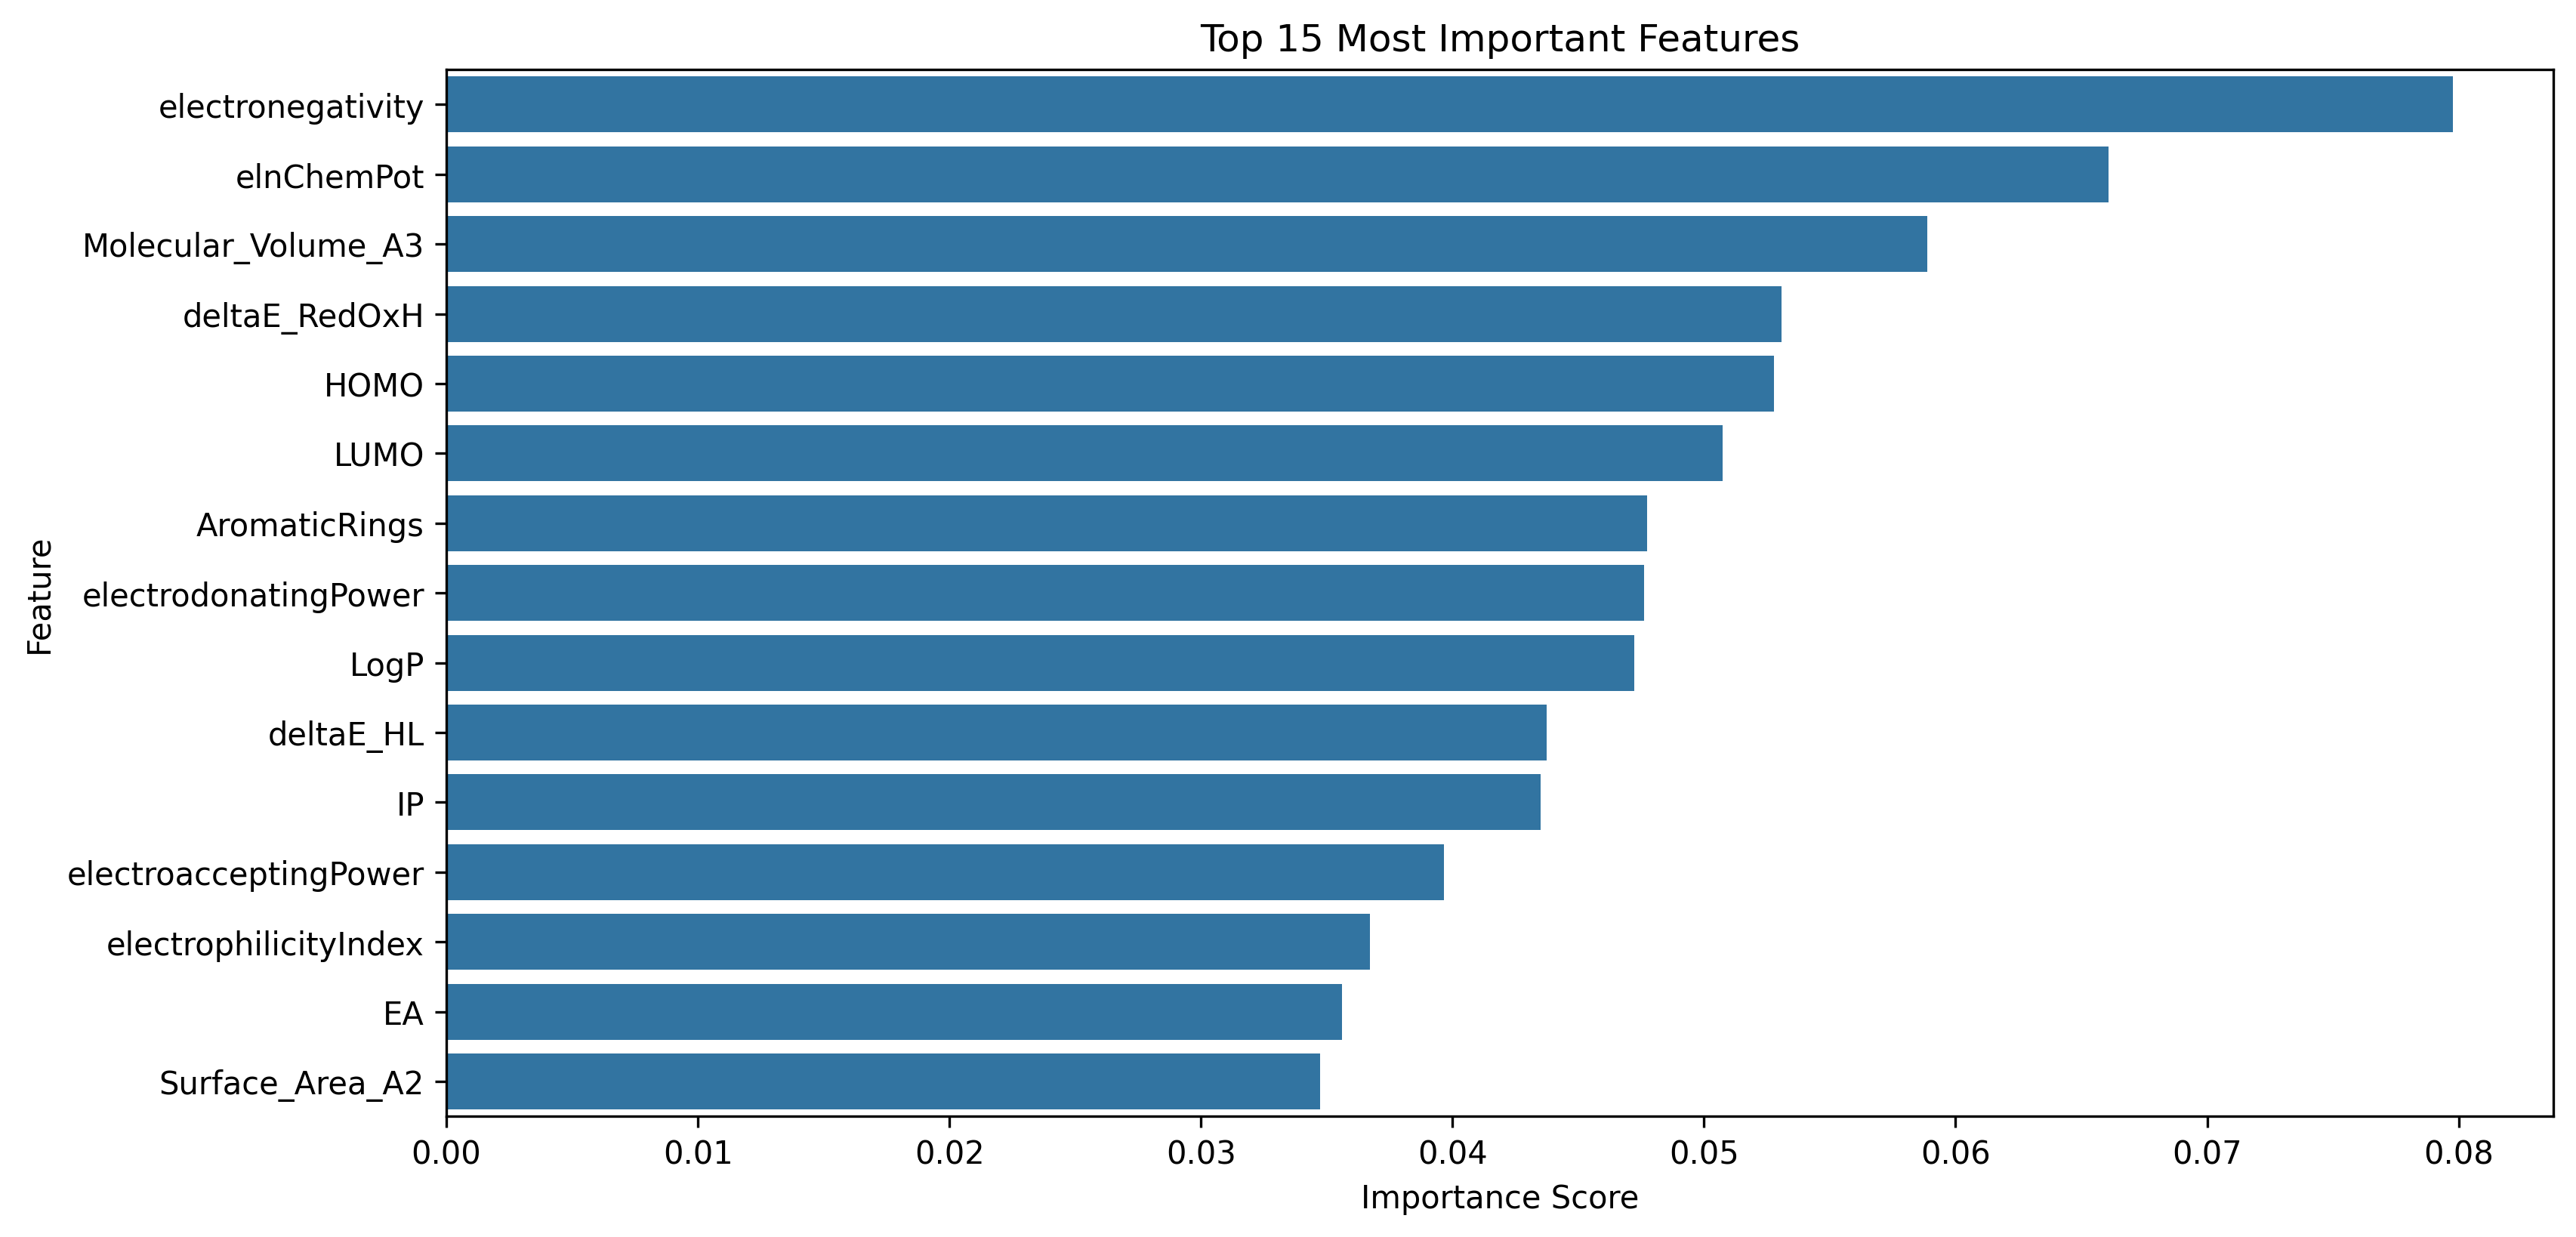 Top 15 Most Important Features
electronegativity
elnChemPot
Molecular_Volume_A3
deltaE_RedOxH
HOMO
LUMO
AromaticRings
electrodonatingPower
LogP
deltaE_HL
IP
electroacceptingPower
electrophilicityIndex
EA
Surface_Area_A2
Feature
0.00 0.01 0.02 0.03 0.04 0.05 0.06 0.07 0.08
Importance Score